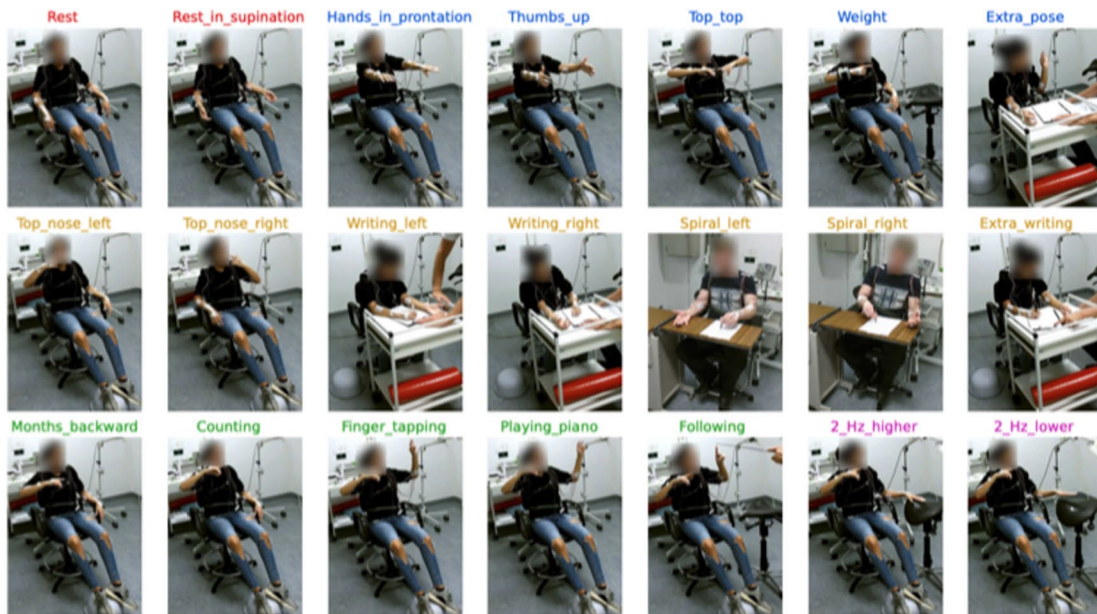 Rest Rest_in_supination Hands_in_prontation Thumbs_up Top_top Weight Extra_pose
Top_nose_left Top_nose_right Writing_left Writing_right Spiral_left Spiral_right Extra_writing
Months_backward Counting Finger_tapping Playing_piano Following 2_Hz_higher 2_Hz_lower